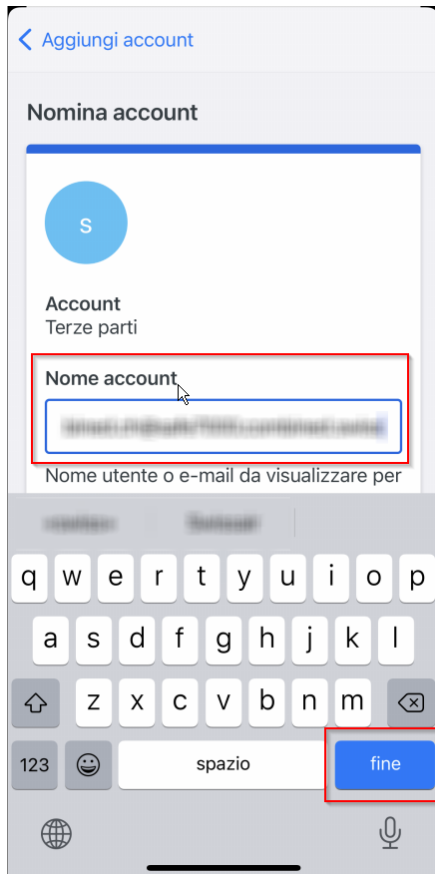 Aggiungi account
Nomina account
s
Account
Terze parti
Nome account
Nome utente o e-mail da visualizzare per
q w e r t y u i o p
a s d f g h j k l
z x c v b n m
123 spazio fine